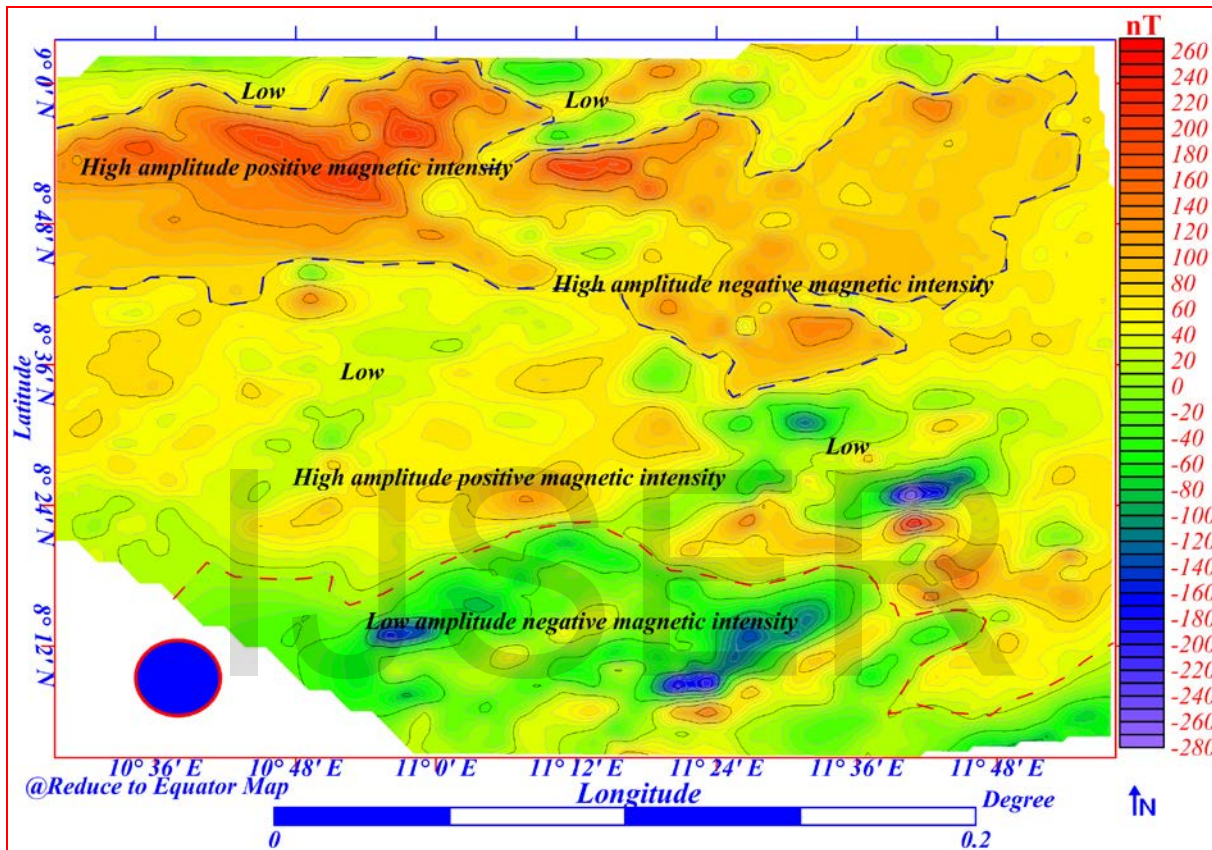 nT
9° 0' N
Low
Low
High amplitude positive magnetic intensity
8° 48' N
High amplitude negative magnetic intensity
8° 36' N
Low
Latitude
Low
High amplitude positive magnetic intensity
8° 24' N
IJSER
Low amplitude negative magnetic intensity
8° 12' N
260
240
220
200
180
160
140
120
100
80
60
40
20
0
-20
-40
-60
-80
-100
-120
-140
-160
-180
-200
-220
-240
-260
-280
10° 36' E 10° 48' E 11° 0' E 11° 12' E 11° 24' E 11° 36' E 11° 48' E
@Reduce to Equator Map
Longitude
Degree
N
0 0.2